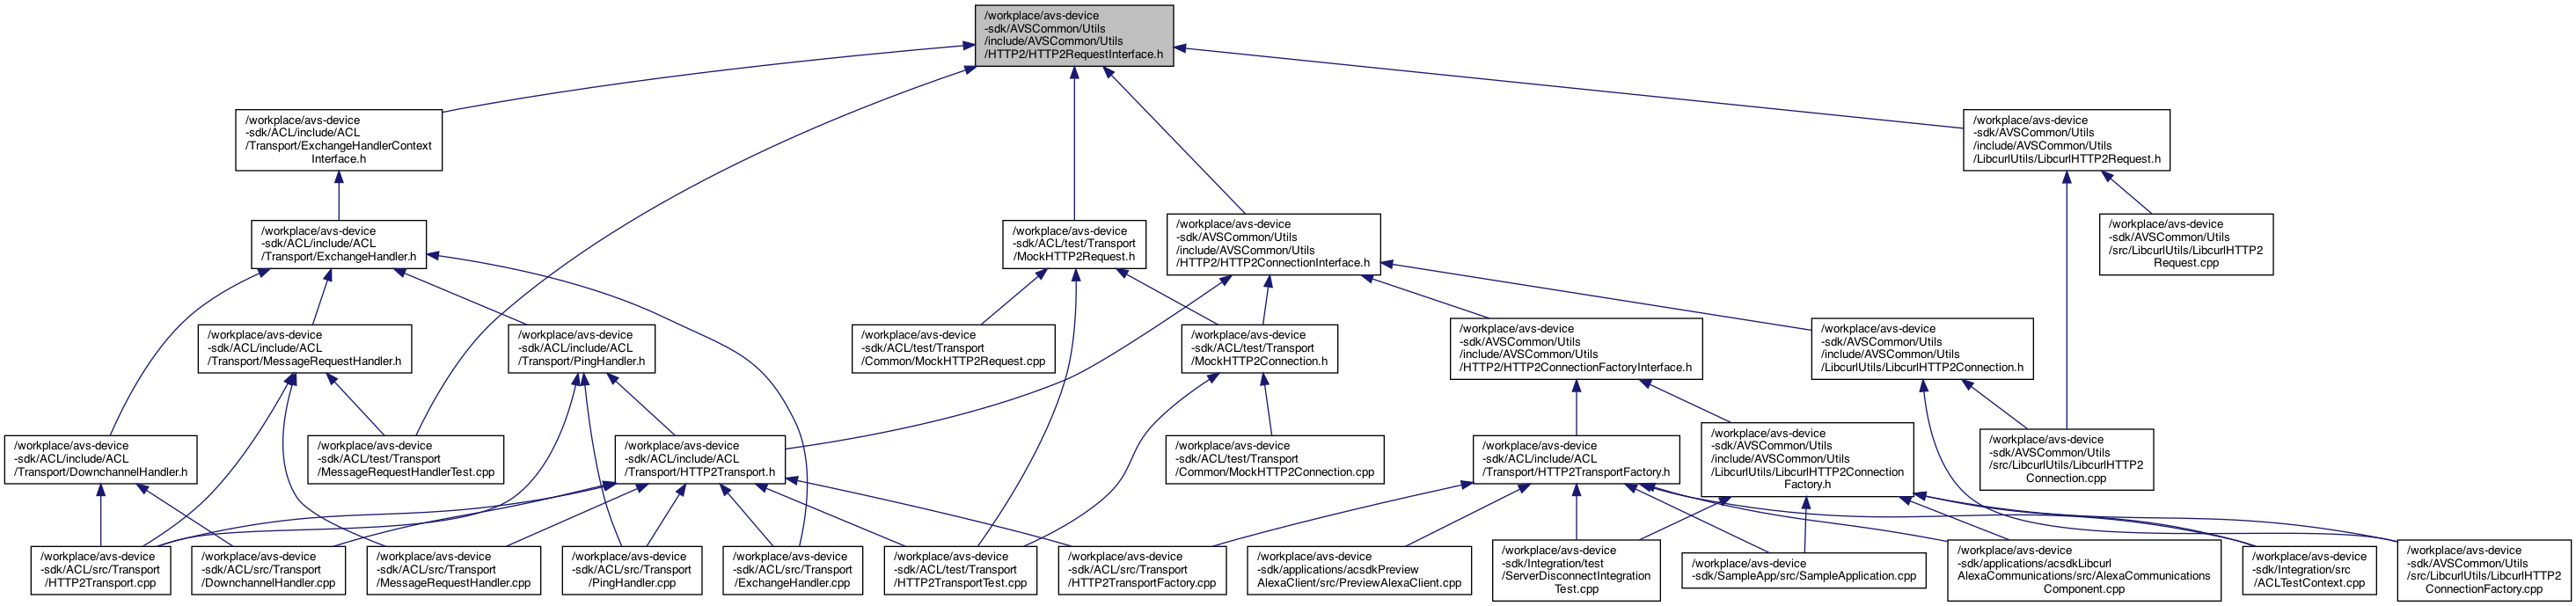 /workplace/avs-device
-sdk/AVSCommon/Utils
/include/AVSCommon/Utils
/HTTP2/HTTP2RequestInterface.h
/workplace/avs-device
-sdk/ACL/include/ACL
/Transport/ExchangeHandlerContext
Interface.h
/workplace/avs-device
-sdk/AVSCommon/Utils
/include/AVSCommon/Utils
/LibcurlUtils/LibcurlHTTP2Request.h
/workplace/avs-device
-sdk/ACL/include/ACL
/Transport/ExchangeHandler.h
/workplace/avs-device
-sdk/ACL/test/Transport
/MockHTTP2Request.h
/workplace/avs-device
-sdk/AVSCommon/Utils
/include/AVSCommon/Utils
/HTTP2/HTTP2ConnectionInterface.h
/workplace/avs-device
-sdk/AVSCommon/Utils
/src/LibcurlUtils/LibcurlHTTP2
Request.cpp
/workplace/avs-device
-sdk/ACL/include/ACL
/Transport/MessageRequestHandler.h
/workplace/avs-device
-sdk/ACL/include/ACL
/Transport/PingHandler.h
/workplace/avs-device
-sdk/ACL/test/Transport
/Common/MockHTTP2Request.cpp
/workplace/avs-device
-sdk/ACL/test/Transport
/MockHTTP2Connection.h
/workplace/avs-device
-sdk/AVSCommon/Utils
/include/AVSCommon/Utils
/HTTP2/HTTP2ConnectionFactoryInterface.h
/workplace/avs-device
-sdk/AVSCommon/Utils
/include/AVSCommon/Utils
/LibcurlUtils/LibcurlHTTP2Connection.h
/workplace/avs-device
-sdk/ACL/include/ACL
/Transport/DownchannelHandler.h
/workplace/avs-device
-sdk/ACL/test/Transport
/MessageRequestHandlerTest.cpp
/workplace/avs-device
-sdk/ACL/include/ACL
/Transport/HTTP2Transport.h
/workplace/avs-device
-sdk/ACL/test/Transport
/Common/MockHTTP2Connection.cpp
/workplace/avs-device
-sdk/ACL/include/ACL
/Transport/HTTP2TransportFactory.h
/workplace/avs-device
-sdk/AVSCommon/Utils
/include/AVSCommon/Utils
/LibcurlUtils/LibcurlHTTP2Connection
Factory.h
/workplace/avs-device
-sdk/AVSCommon/Utils
/src/LibcurlUtils/LibcurlHTTP2
Connection.cpp
/workplace/avs-device
-sdk/ACL/src/Transport
/HTTP2Transport.cpp
/workplace/avs-device
-sdk/ACL/src/Transport
/DownchannelHandler.cpp
/workplace/avs-device
-sdk/ACL/src/Transport
/MessageRequestHandler.cpp
/workplace/avs-device
-sdk/ACL/src/Transport
/PingHandler.cpp
/workplace/avs-device
-sdk/ACL/src/Transport
/ExchangeHandler.cpp
/workplace/avs-device
-sdk/ACL/test/Transport
/HTTP2TransportTest.cpp
/workplace/avs-device
-sdk/ACL/src/Transport
/HTTP2TransportFactory.cpp
/workplace/avs-device
-sdk/applications/acsdkPreview
AlexaClient/src/PreviewAlexaClient.cpp
/workplace/avs-device
-sdk/Integration/test
/ServerDisconnectIntegration
Test.cpp
/workplace/avs-device
-sdk/SampleApp/src/SampleApplication.cpp
/workplace/avs-device
-sdk/applications/acsdkLibcurl
AlexaCommunications/src/AlexaCommunications
Component.cpp
/workplace/avs-device
-sdk/Integration/src
/ACLTestContext.cpp
/workplace/avs-device
-sdk/AVSCommon/Utils
/src/LibcurlUtils/LibcurlHTTP2
ConnectionFactory.cpp